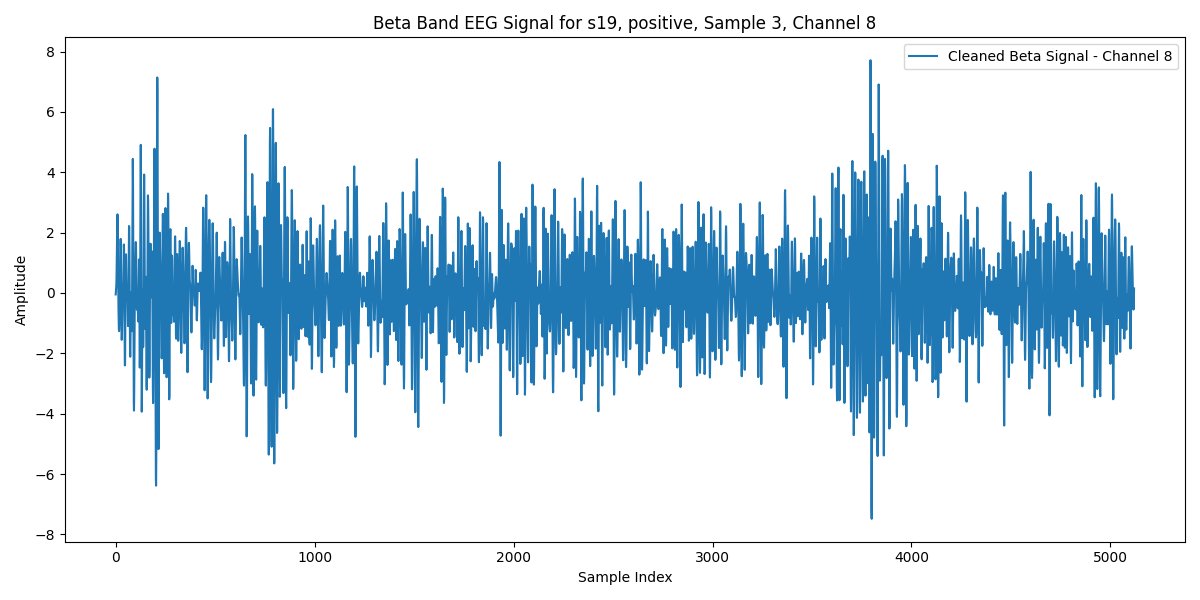 Beta Band EEG Signal for s19, positive, Sample 3, Channel 8
Cleaned Beta Signal - Channel 8
Amplitude
8
6
4
2
0
−2
−4
−6
−8
0 1000 2000 3000 4000 5000
Sample Index